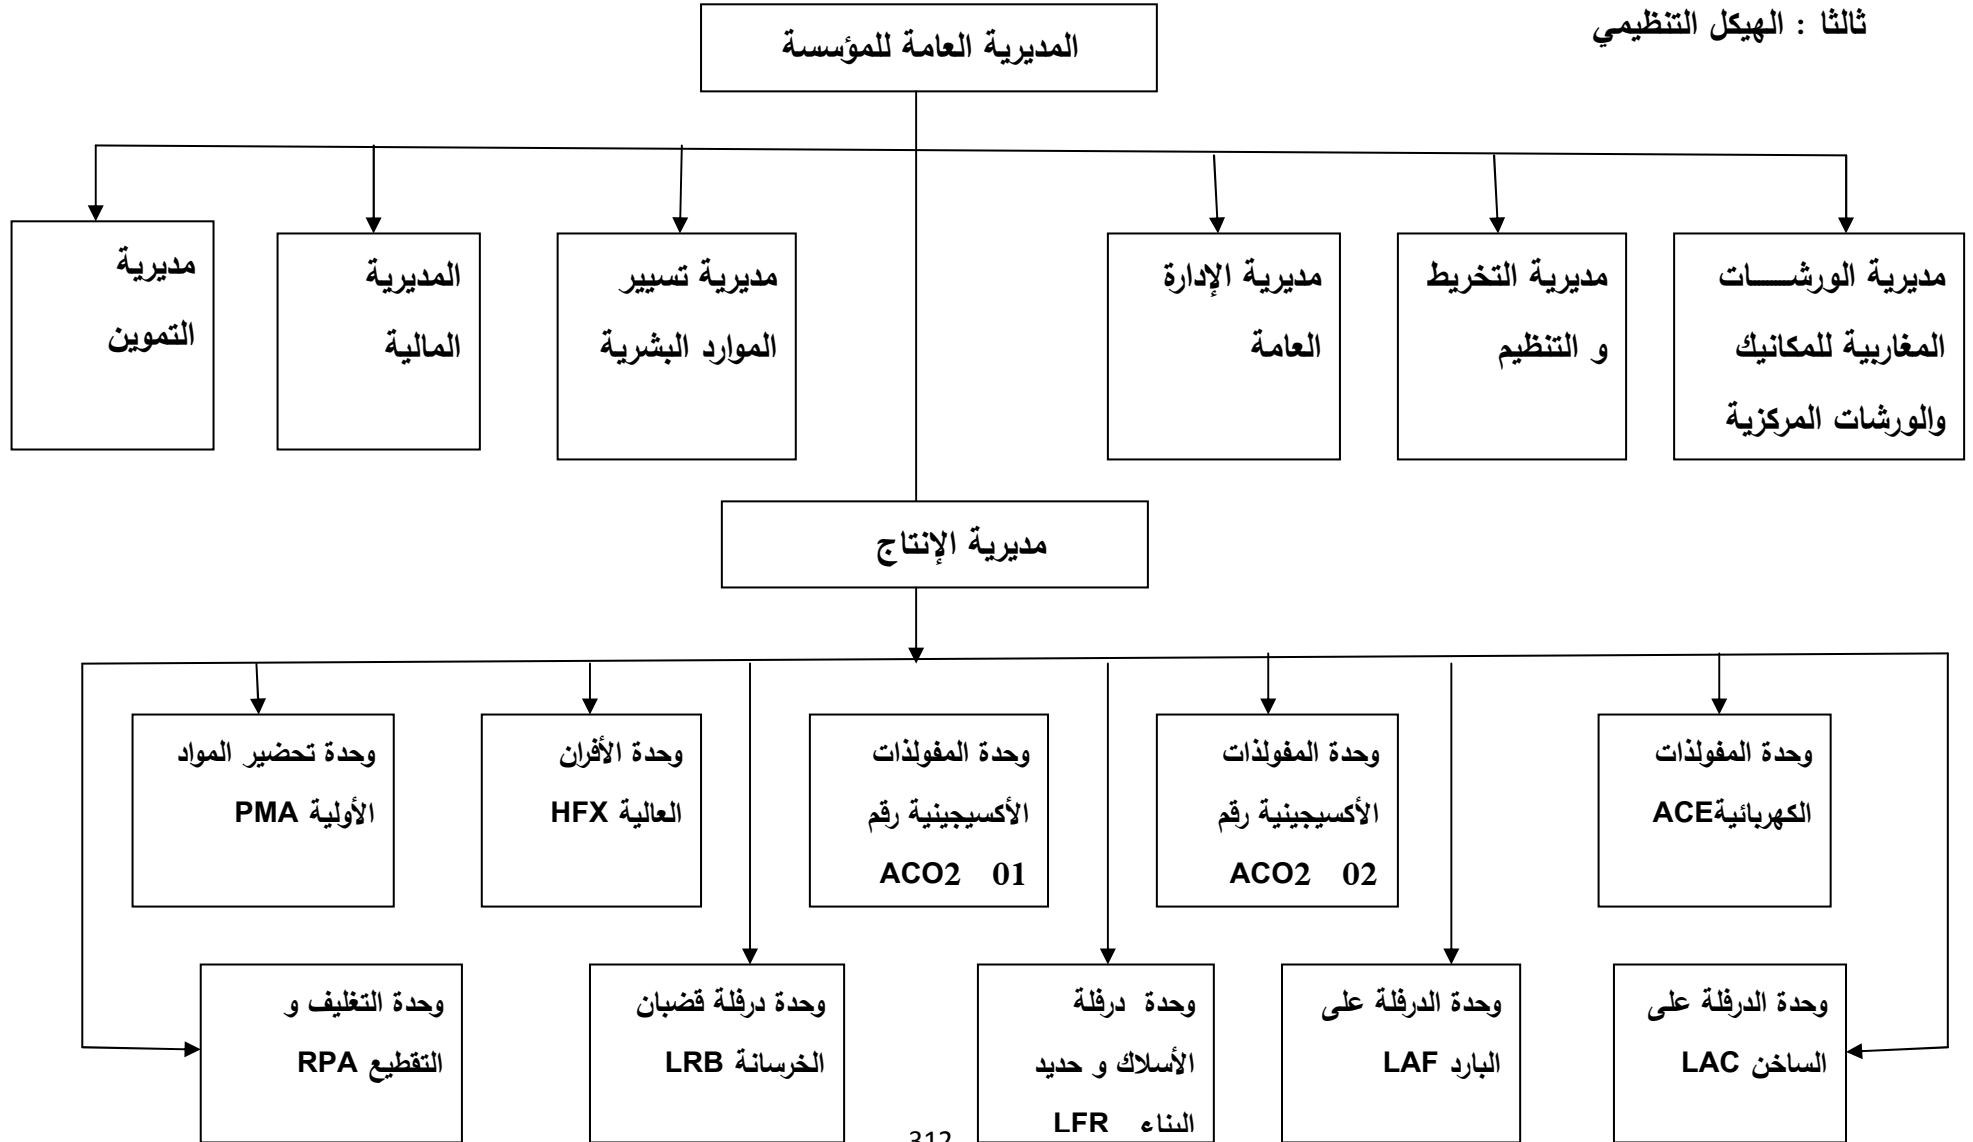 ثالثا : الهيكل التنظيمي
المديرية العامة للمؤسسة
مديرية الورشـــــات
المغاربية للمكانيك
والورشات المركزية
مديرية التخريط
و التنظيم
مديرية الإدارة
العامة
مديرية تسيير
الموارد البشرية
المديرية
المالية
مديرية
التموين
مديرية الإنتاج
وحدة المفولذات
الكهربائيةACE
وحدة المفولذات
الأكسيجينية رقم
ACO2 02
وحدة المفولذات
الأكسيجينية رقم
ACO2 01
وحدة الأفران
العالية HFX
وحدة تحضير المواد
الأولية PMA
وحدة الدرفلة على
الساخن LAC
وحدة الدرفلة على
البارد LAF
وحدة درفلة
الأسلاك و حديد
البناء LFR
وحدة درفلة قضبان
الخرسانة LRB
وحدة التغليف و
التقطيع RPA
312